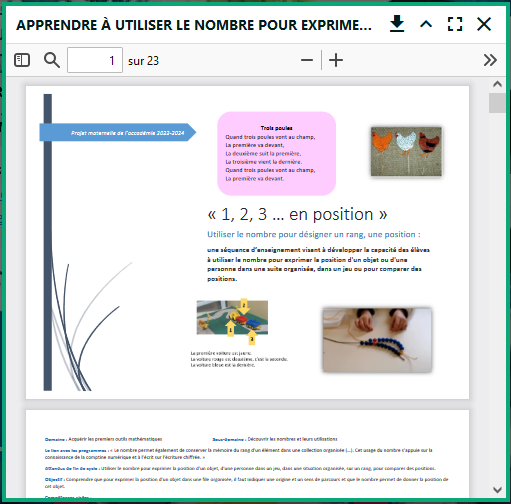 APPRENDRE À UTILISER LE NOMBRE POUR EXPRIME...
1 sur 23
Projet maternelle de l'académie 2023-2024
Trois poules
Quand trois poules vont au champ,
La première va devant,
La deuxième suit la première,
La troisième vient la dernière.
Quand trois poules vont au champ,
La première va devant.
« 1, 2, 3 ... en position »
Utiliser le nombre pour désigner un rang, une position :
une séquence d'enseignement visant à développer la capacité des élèves
à utiliser le nombre pour exprimer la position d'un objet ou d'une
personne dans une suite organisée, dans un jeu ou pour comparer des
positions.
2
1
3
La première voiture est jaune,
La voiture rouge est deuxième, c'est la seconde.
La voiture bleue est la dernière.
Domaine : Acquérir les premiers outils mathématiques Sous-domaine : Découvrir les nombres et leurs utilisations
Le lien avec les programmes : « Le nombre permet également de conserver la mémoire du rang d'un élément dans une collection organisée (...). Cet usage du nombre s'appuie sur la
connaissance de la comptine numérique et à l'écrit sur l'écriture chiffrée. »
Attendus de fin de cycle : Utiliser le nombre pour exprimer la position d'un objet, d'une personne dans un jeu, dans une situation organisée, sur un rang, pour comparer des positions.
Objectif : Comprendre que pour exprimer la position d'un objet dans une file organisée, il faut indiquer une origine et un sens de parcours et que le nombre permet de donner la position de
cet objet.